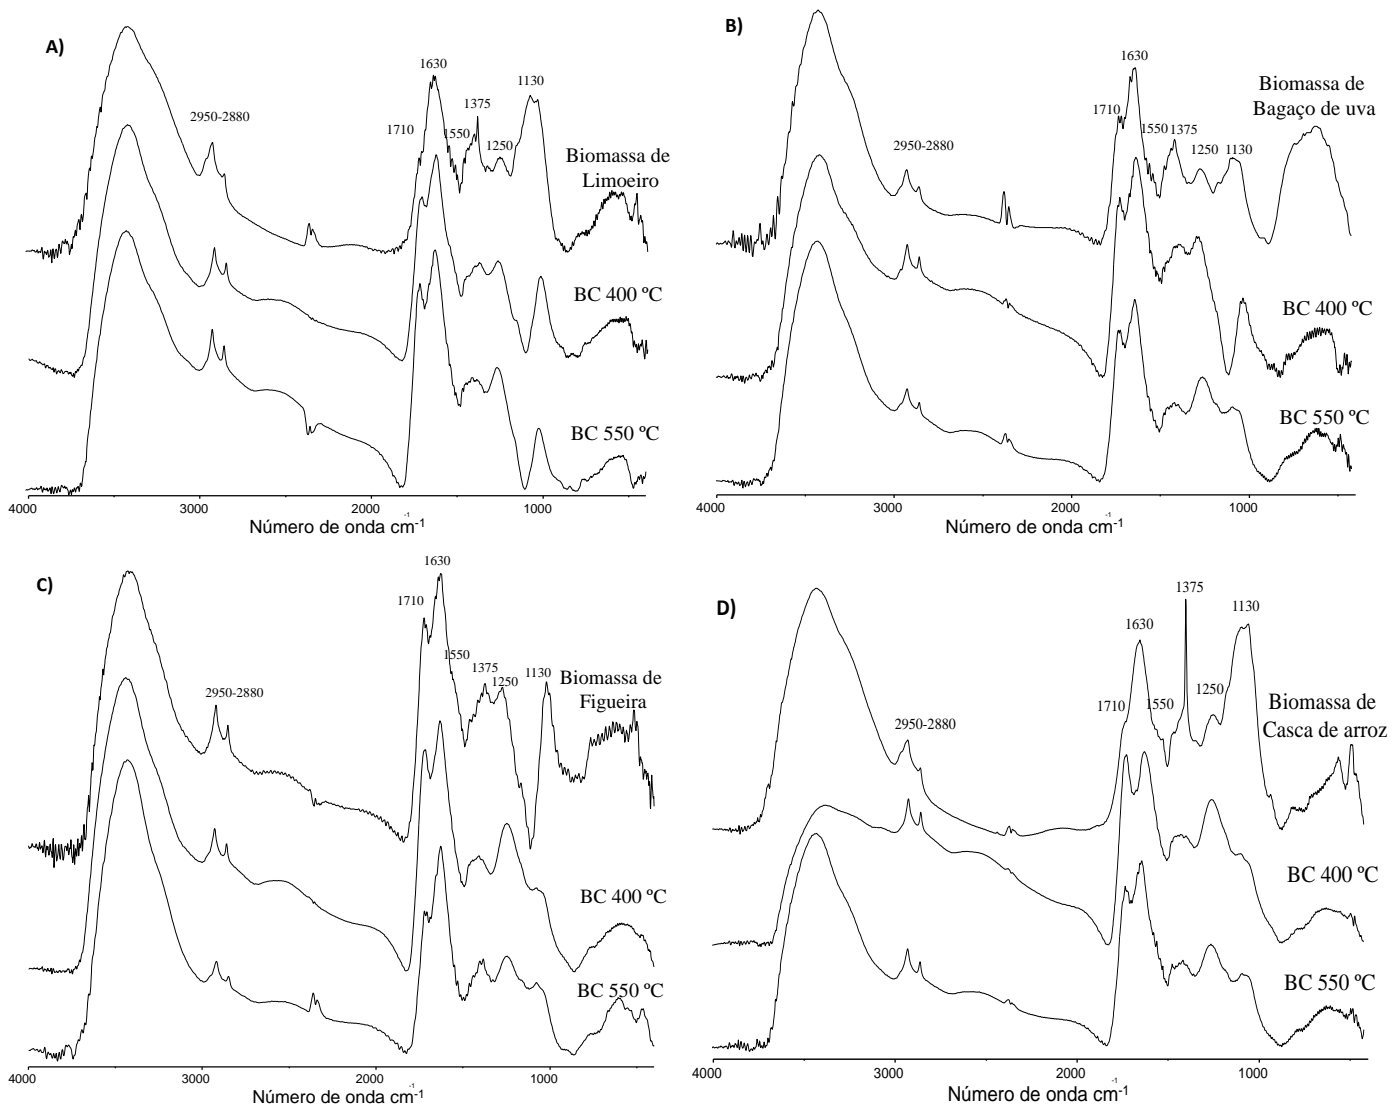 A)
1630
1130
1375
2950-2880
1710
1550
1250
Biomassa de
Limoeiro
BC 400 ºC
BC 550 ºC
4000
3000
2000
1000
Número de onda cm-1
B)
1630
Biomassa de
Bagaço de uva
1710
1550
1375
1250
1130
2950-2880
BC 400 ºC
BC 550 ºC
4000
3000
2000
1000
Número de onda cm-1
C)
1630
1710
1550
1375
1250
1130
2950-2880
Biomassa de
Figueira
BC 400 ºC
BC 550 ºC
4000
3000
2000
1000
Número de onda cm-1
D)
1375
1130
1630
1710
1550
1250
2950-2880
Biomassa de
Casca de arroz
BC 400 ºC
BC 550 ºC
4000
3000
2000
1000
Número de onda cm-1